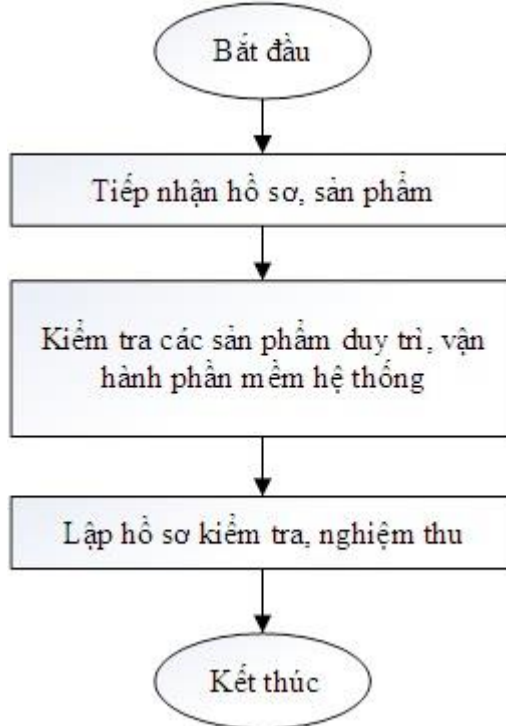 Bắt đầu
Tiếp nhận hồ sơ, sản phẩm
Kiểm tra các sản phẩm duy trì, vận
hành phần mềm hệ thống
Lập hồ sơ kiểm tra, nghiệm thu
Kết thúc